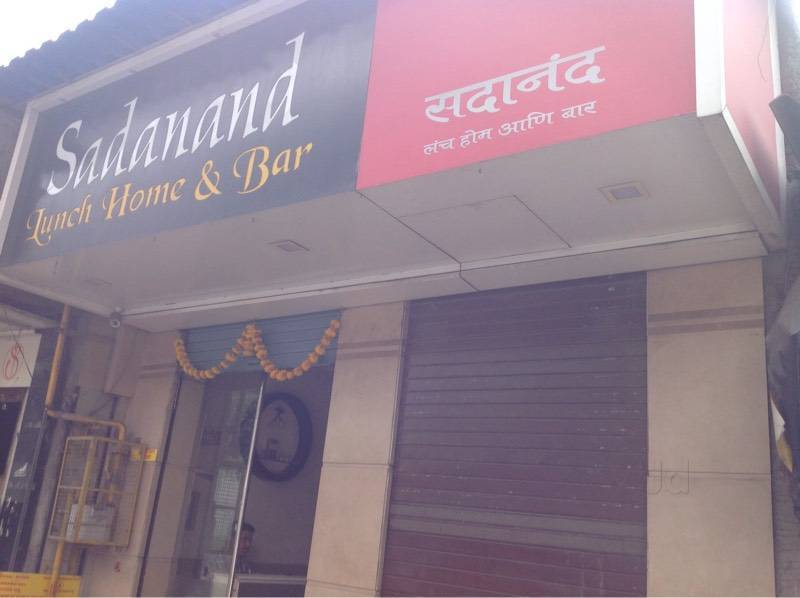 Sadanand
Lunch Home & Bar
सदानंद
लंच होम आणि बार